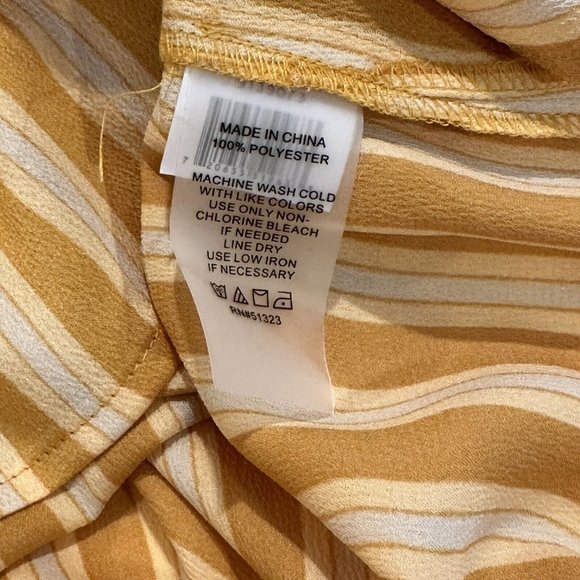 MADE IN CHINA
100% POLYESTER
MACHINE WASH COLD
WITH LIKE COLORS
USE ONLY NON-
CHLORINE BLEACH
IF NEEDED
LINE DRY
USE LOW IRON
IF NECESSARY
RN#51323